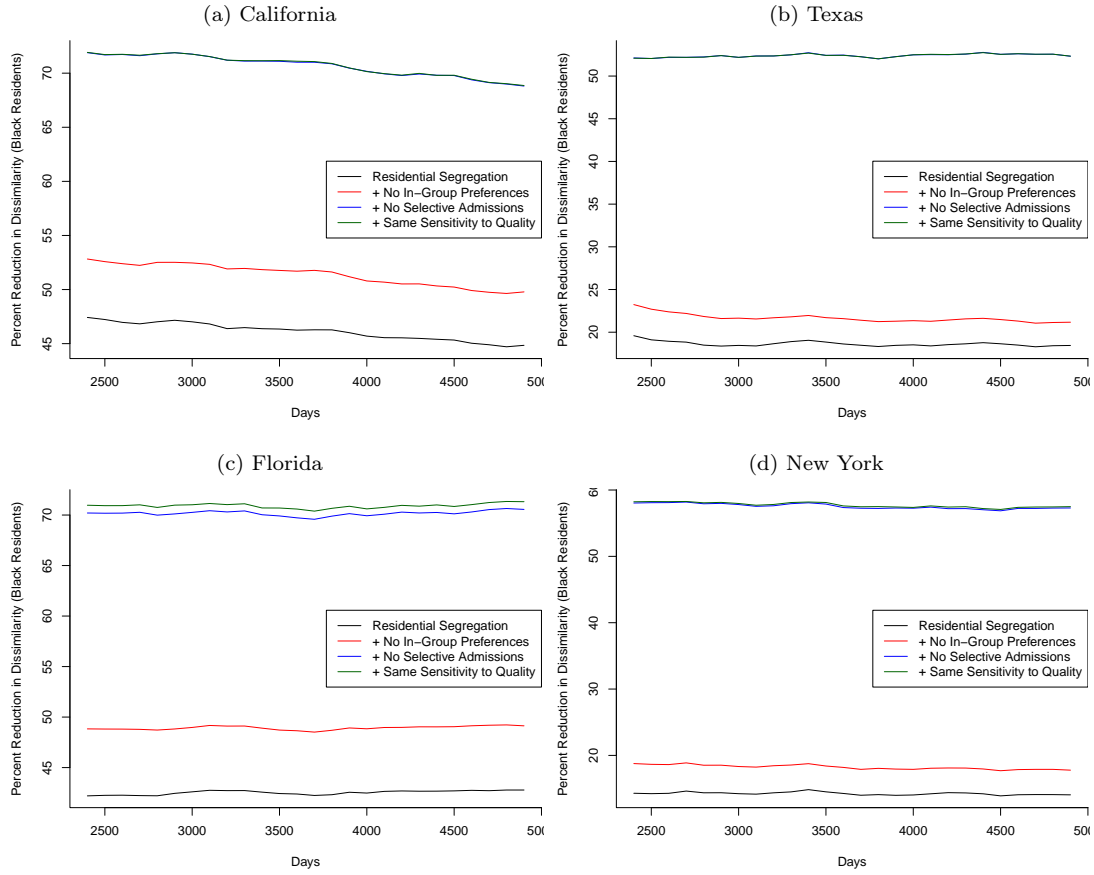 (a) California
Percent Reduction in Dissimilarity (Black Residents)
70
65
55
50
45
Residential Segregation
+ No In-Group Preferences
+ No Selective Admissions
+ Same Sensitivity to Quality
2500 3000 3500 4000 4500 500
Days
(b) Texas
Percent Reduction in Dissimilarity (Black Residents)
50
45
40
35
30
25
20
Residential Segregation
+ No In-Group Preferences
+ No Selective Admissions
+ Same Sensitivity to Quality
2500 3000 3500 4000 4500 500
Days
(c) Florida
Percent Reduction in Dissimilarity (Black Residents)
70
65
60
55
50
45
Residential Segregation
+ No In-Group Preferences
+ No Selective Admissions
+ Same Sensitivity to Quality
2500 3000 3500 4000 4500 500
Days
(d) New York
Percent Reduction in Dissimilarity (Black Residents)
50
40
30
20
Residential Segregation
+ No In-Group Preferences
+ No Selective Admissions
+ Same Sensitivity to Quality
2500 3000 3500 4000 4500 500
Days